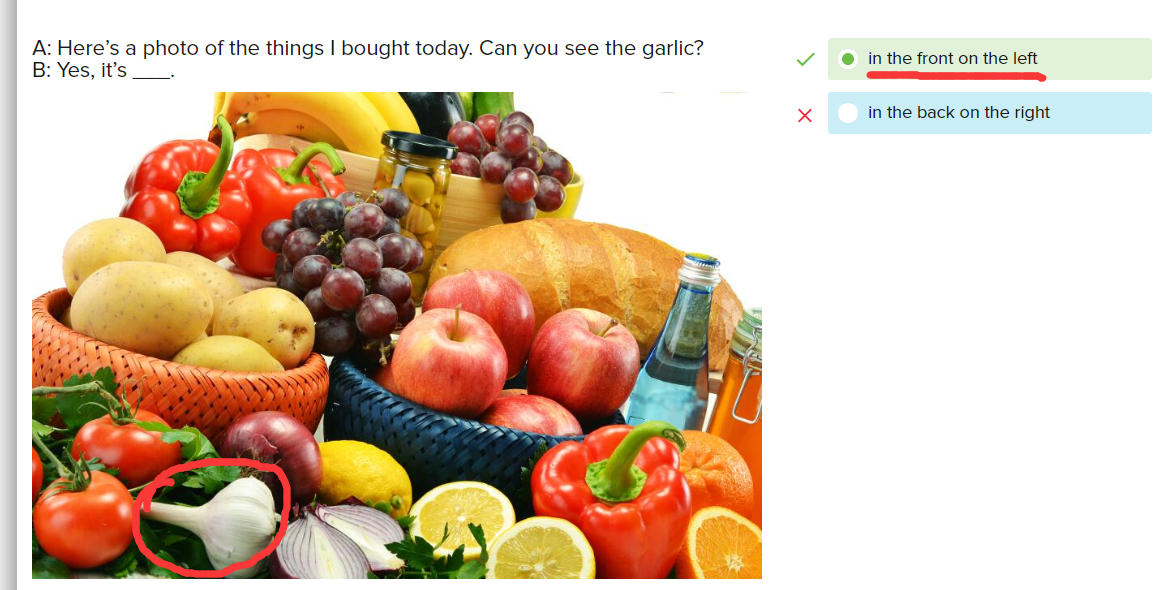 A: Here’s a photo of the things I bought today. Can you see the garlic?
B: Yes, it’s ___.
in the front on the left
in the back on the right